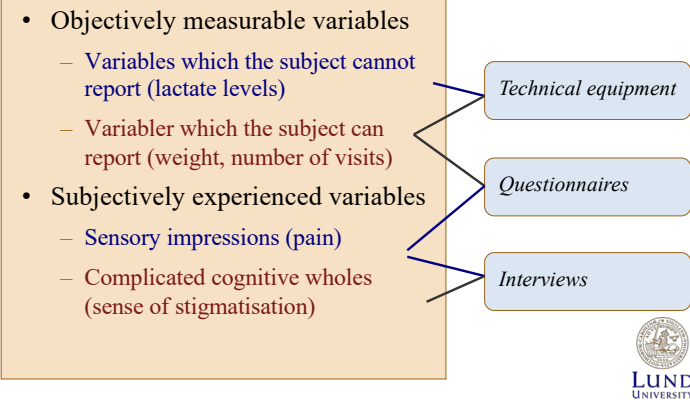 • Objectively measurable variables
– Variables which the subject cannot
report (lactate levels)
– Variabler which the subject can
report (weight, number of visits)
• Subjectively experienced variables
– Sensory impressions (pain)
– Complicated cognitive wholes
(sense of stigmatisation)
Technical equipment
Questionnaires
Interviews
LUND
UNIVERSITY